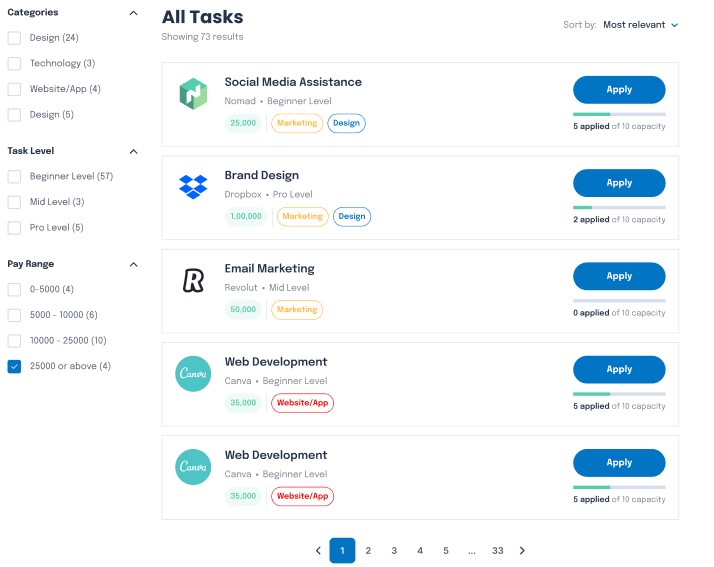 Categories
Design (24)
Technology (3)
Website/App (4)
Design (5)
Task Level
Beginner Level (57)
Mid Level (3)
Pro Level (5)
Pay Range
0-5000 (4)
5000 - 10000 (6)
10000 - 25000 (10)
25000 or above (4)
All Tasks
Showing 73 results
Sort by: Most relevant
Social Media Assistance
Nomad • Beginner Level
25,000 Marketing Design
Apply
5 applied of 10 capacity
Brand Design
Dropbox • Pro Level
1,00,000 Marketing Design
Apply
2 applied of 10 capacity
R
Email Marketing
Revolut • Mid Level
50,000 Marketing
Apply
0 applied of 10 capacity
Canva
Web Development
Canva • Beginner Level
35,000 Website/App
Apply
5 applied of 10 capacity
Canva
Web Development
Canva • Beginner Level
35,000 Website/App
Apply
5 applied of 10 capacity
1 2 3 4 5 ... 33